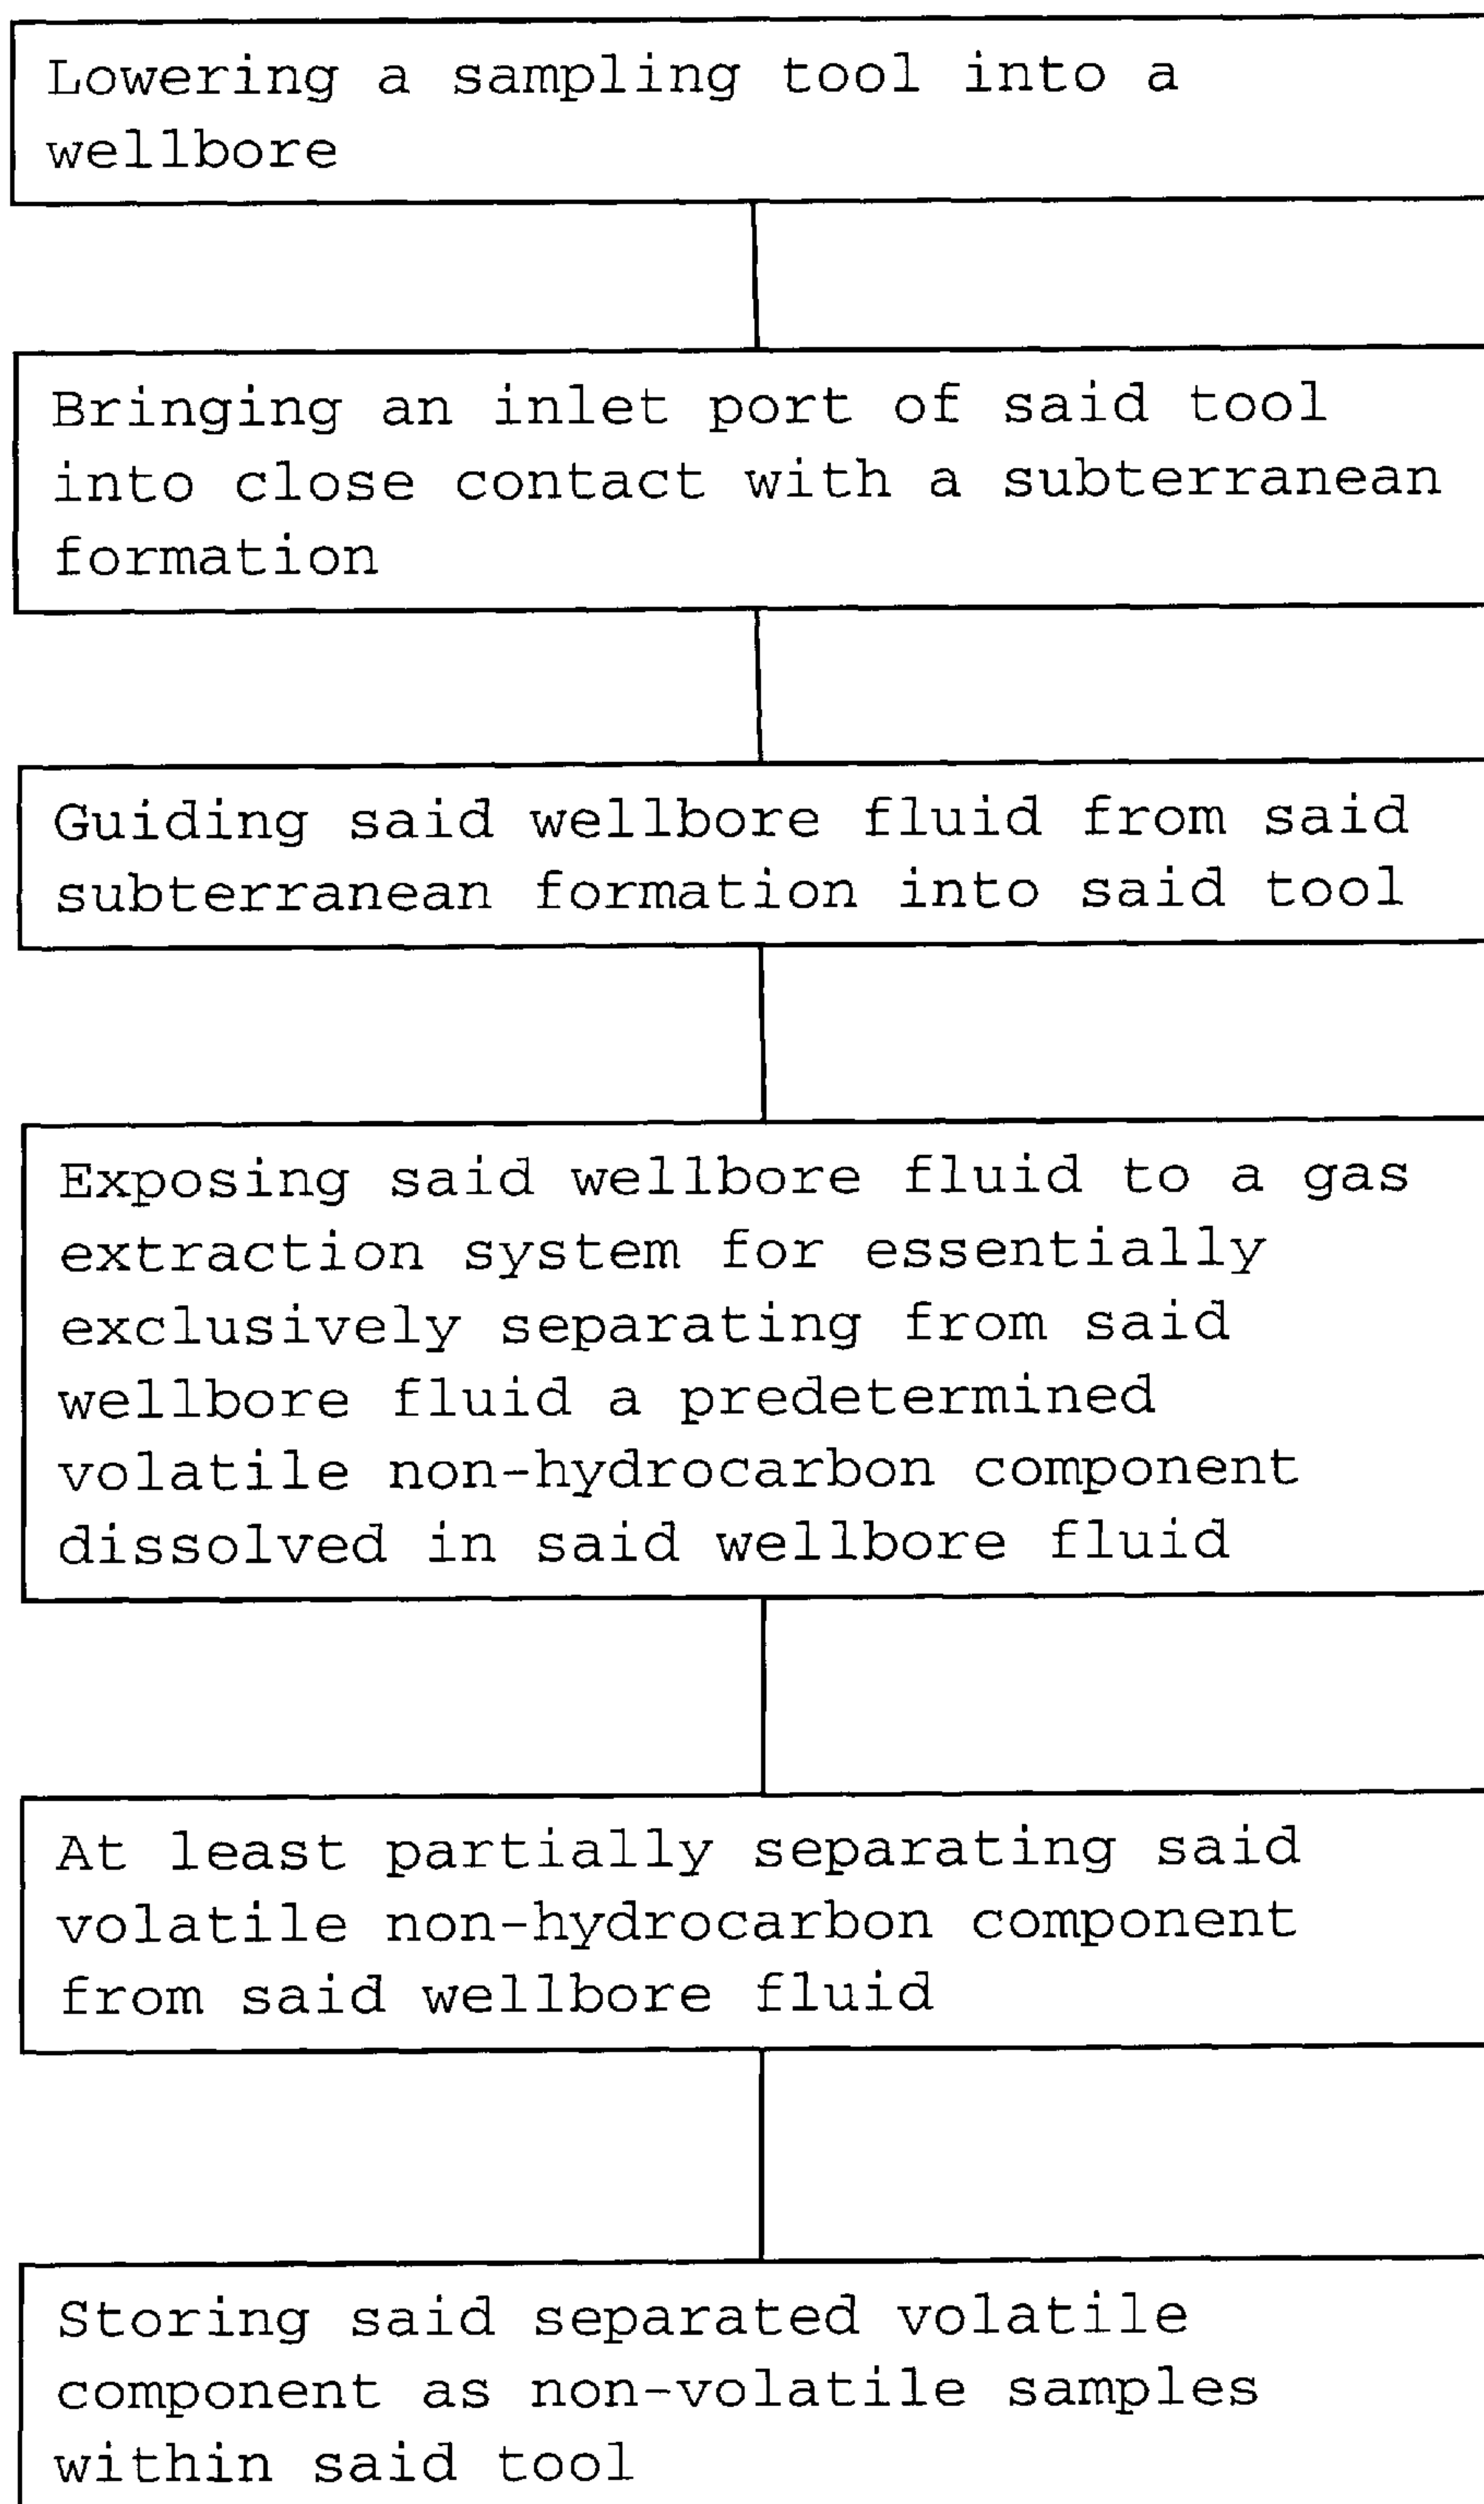 Lowering a sampling tool into a
wellbore
Bringing an inlet port of said tool
into close contact with a subterranean
formation
Guiding said wellbore fluid from said
subterranean formation into said tool
Exposing said wellbore fluid to a gas
extraction system for essentially
exclusively separating from said
wellbore fluid a predetermined
volatile non-hydrocarbon component
dissolved in said wellbore fluid
At least partially separating said
volatile non-hydrocarbon component
from said wellbore fluid
Storing said separated volatile
component as non-volatile samples
within said tool